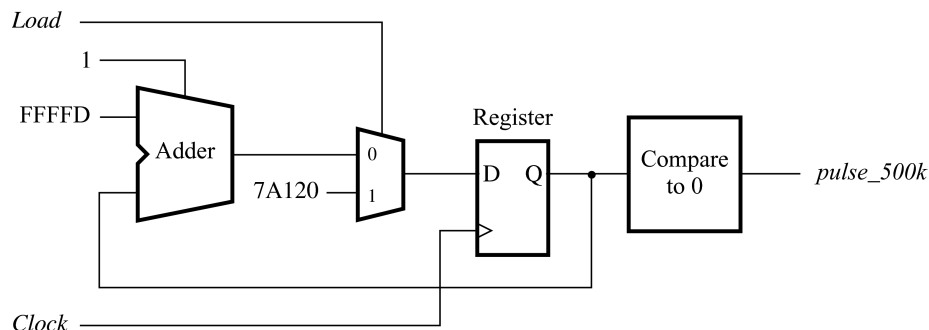 Load
1
FFFFD
Adder
0
7A120
1
Register
D Q
Compare
to 0
pulse_500k
Clock